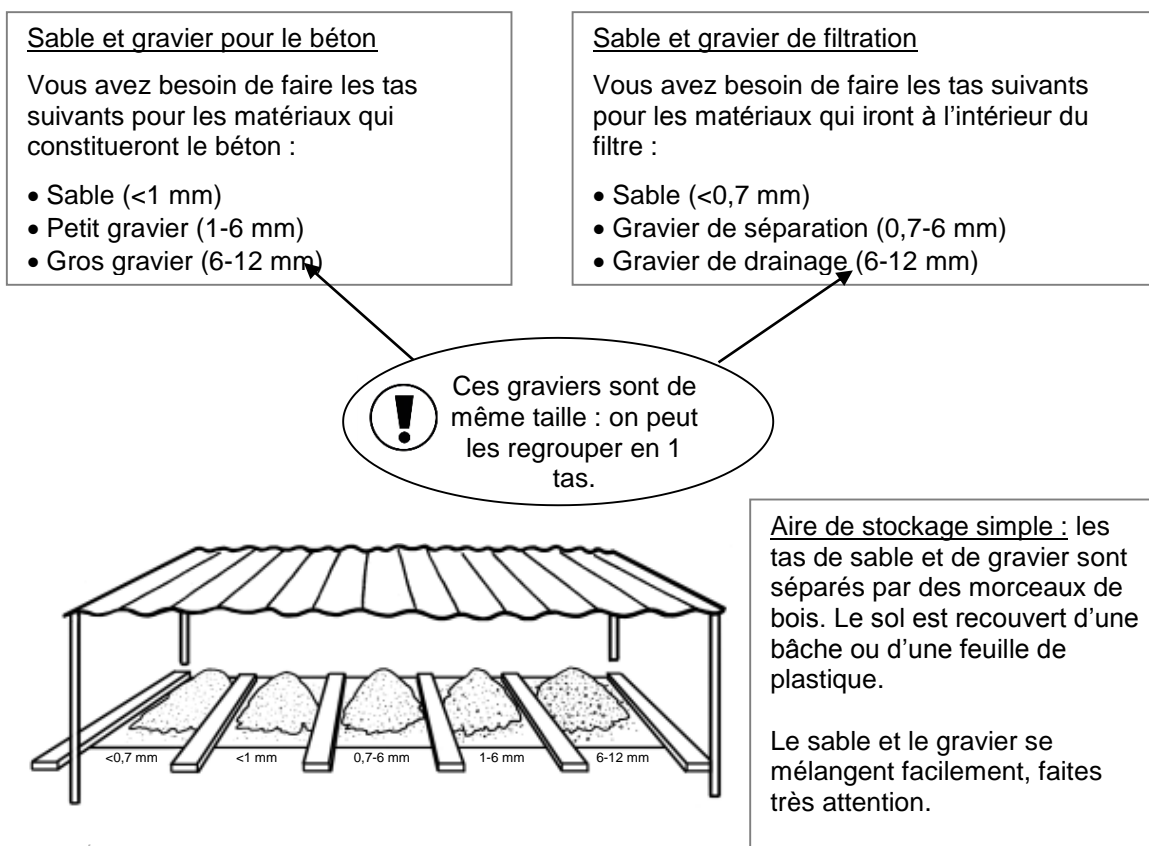 Sable et gravier pour le béton
Vous avez besoin de faire les tas
suivants pour les matériaux qui
constitueront le béton :
• Sable (<1 mm)
• Petit gravier (1-6 mm)
• Gros gravier (6-12 mm)
Sable et gravier de filtration
Vous avez besoin de faire les tas suivants
pour les matériaux qui iront à l’intérieur du
filtre :
• Sable (<0,7 mm)
• Gravier de séparation (0,7-6 mm)
• Gravier de drainage (6-12 mm)
Ces graviers sont de
même taille : on peut
les regrouper en 1
tas.
Aire de stockage simple : les
tas de sable et de gravier sont
séparés par des morceaux de
bois. Le sol est recouvert d’une
bâche ou d’une feuille de
plastique.
Le sable et le gravier se
mélangent facilement, faites
très attention.
<0,7 mm
<1 mm
0,7-6 mm
1-6 mm
6-12 mm